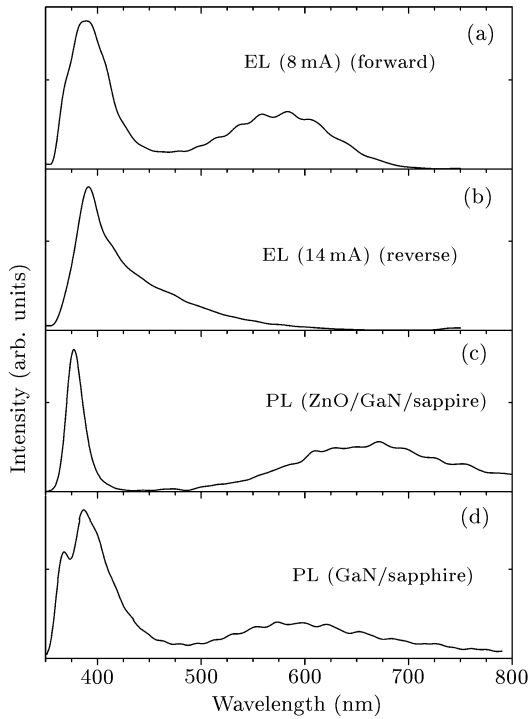 (a)
EL (8 mA) (forward)
(b)
EL (14 mA) (reverse)
(c)
PL (ZnO/GaN/sappire)
(d)
PL (GaN/sapphire)
Intensity (arb. units)
400 500 600 700 800
Wavelength (nm)